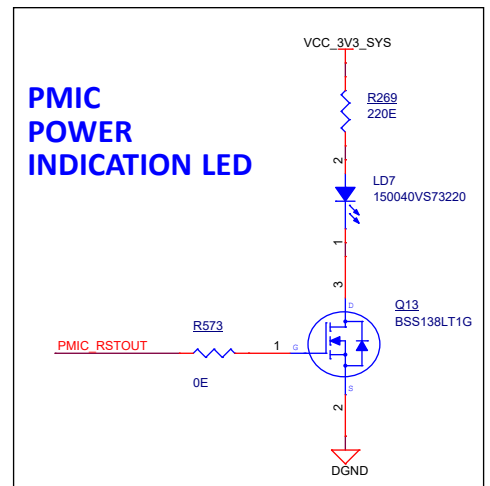 VCC_3V3_SYS
PMIC
POWER
INDICATION LED
R269
220E
2
LD7
150040VS73220
1
3
D
Q13
BSS138LT1G
R573
PMIC_RSTOUT
1
G
0E
S
2
DGND